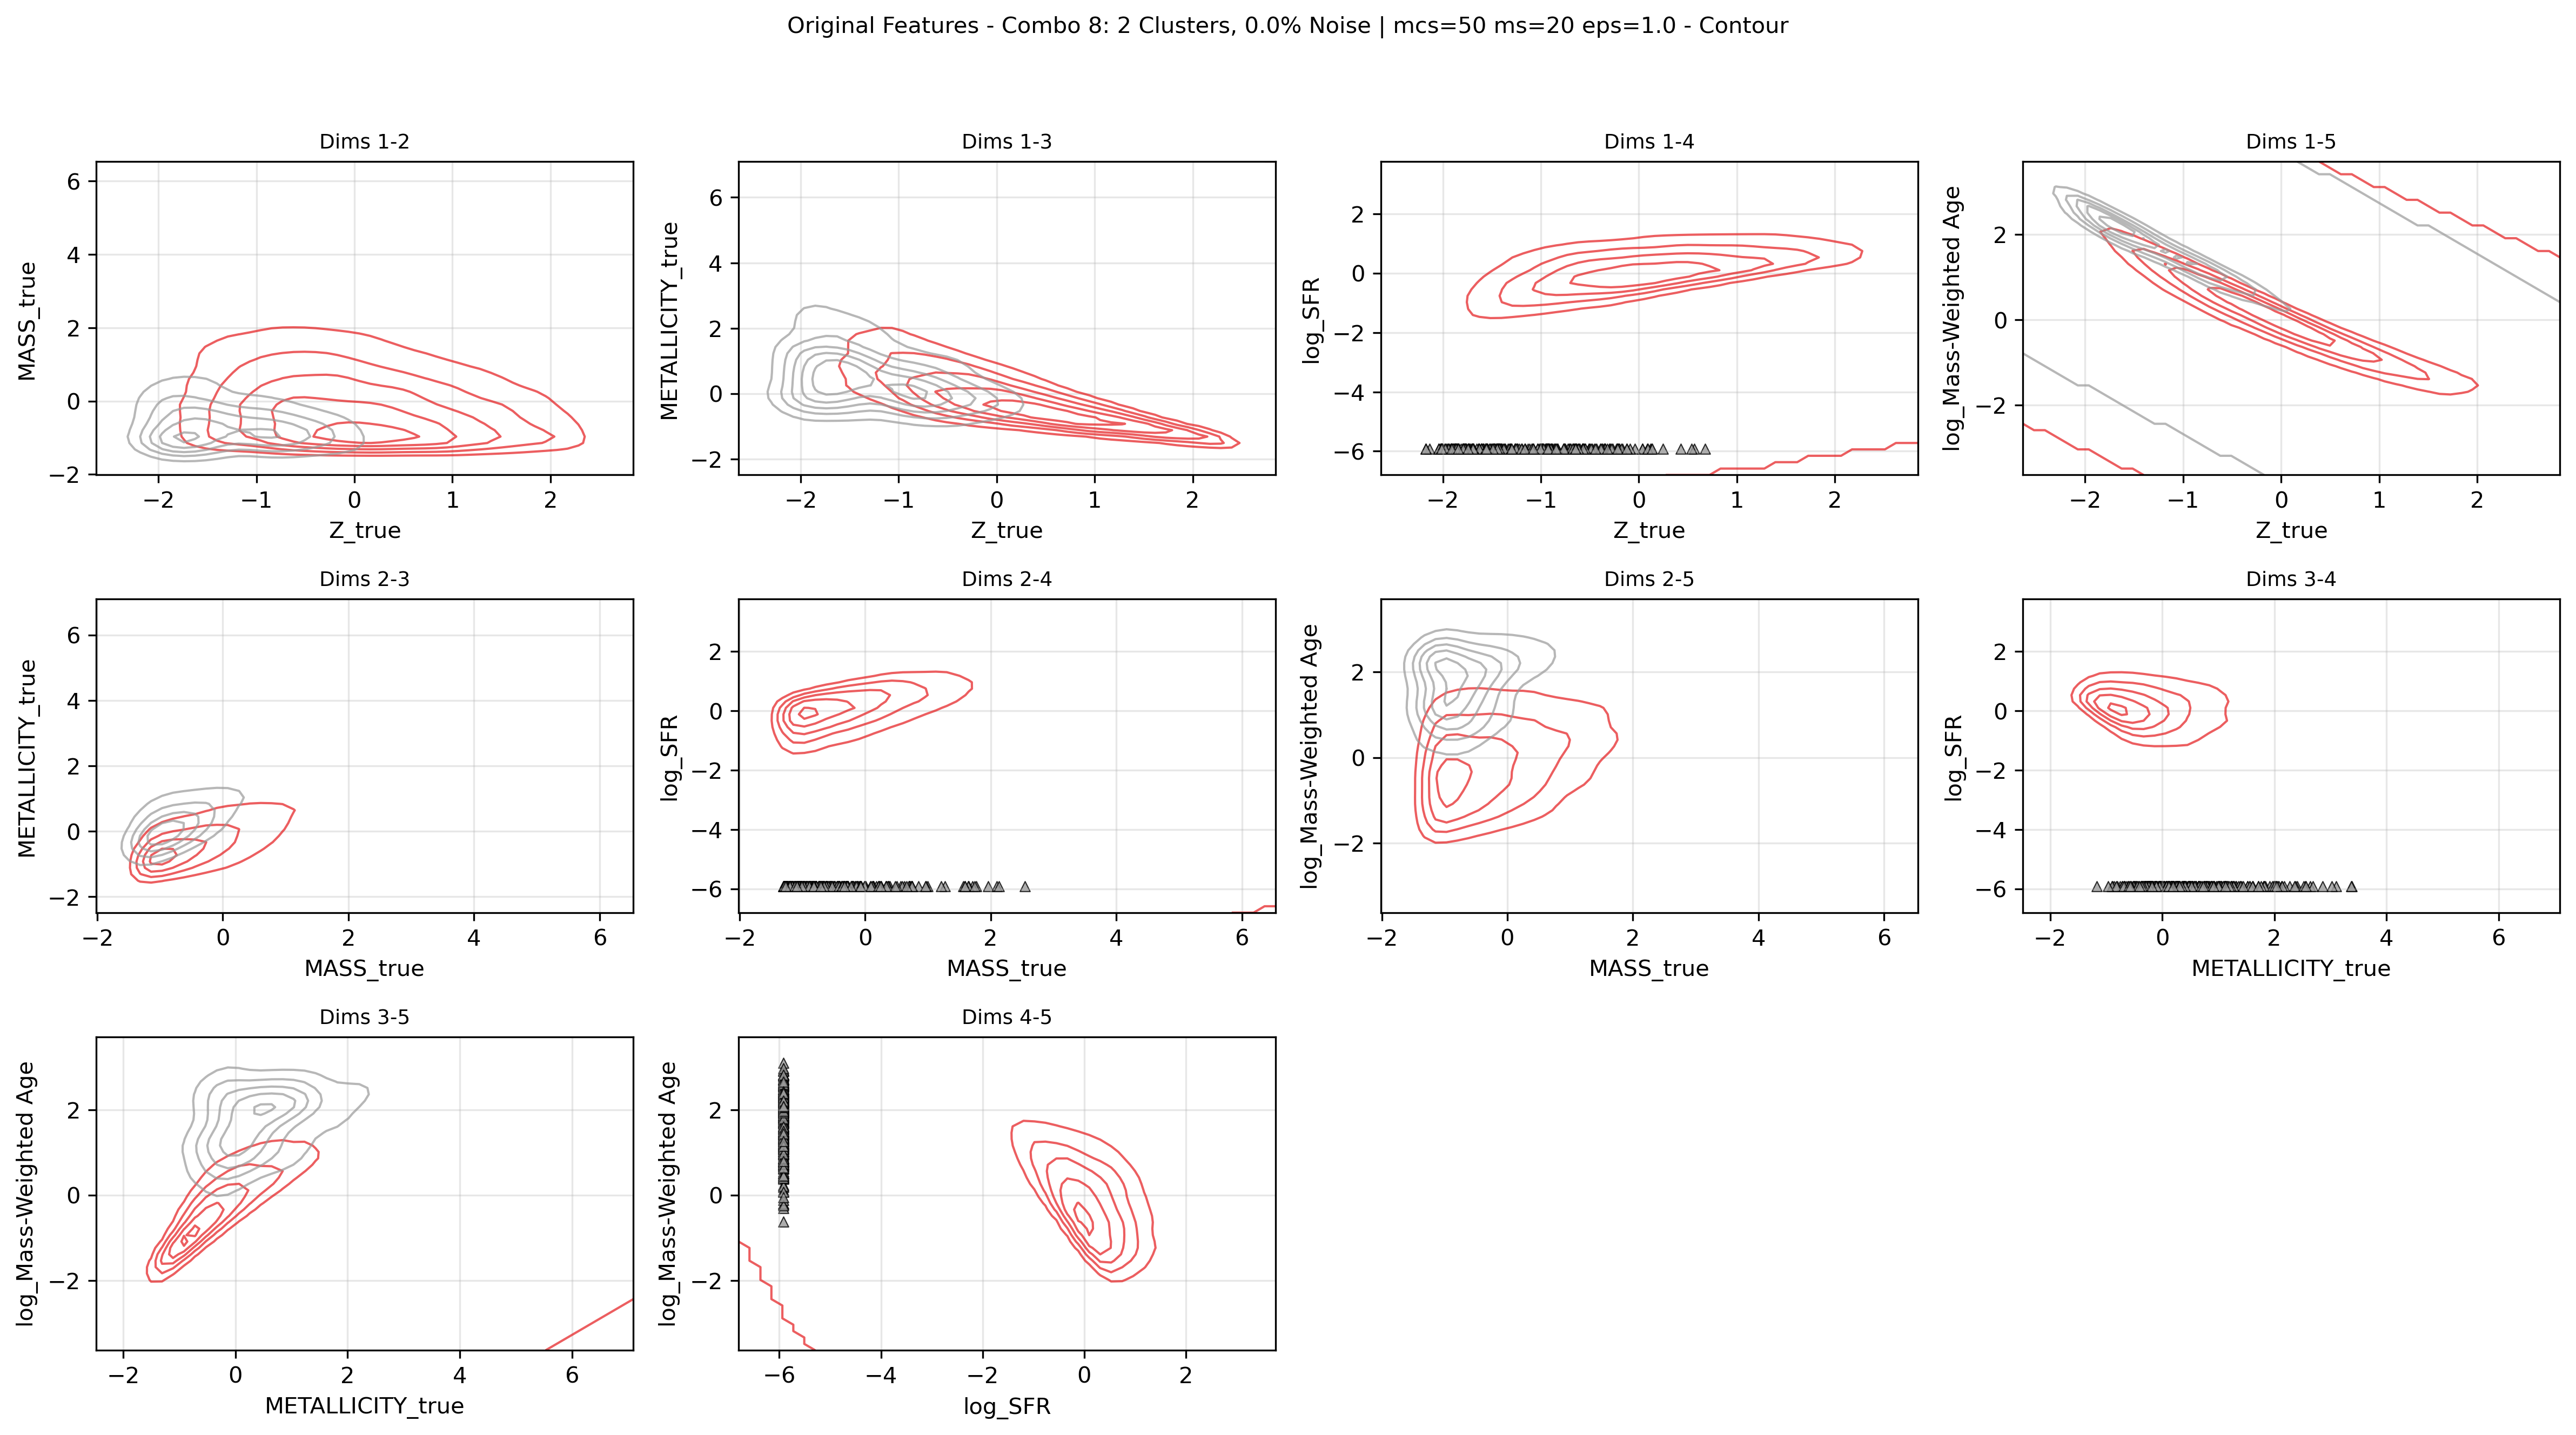 Original Features - Combo 8: 2 Clusters, 0.0% Noise | mcs=50 ms=20 eps=1.0 - Contour
Dims 1-2
MASS_true
6
4
2
0
−2
−2 −1 0 1 2
Z_true
Dims 1-3
METALLICITY_true
6
4
2
0
−2
−2 −1 0 1 2
Z_true
Dims 1-4
log_SFR
2
0
−2
−4
−6
−2 −1 0 1 2
Z_true
Dims 1-5
log_Mass-Weighted Age
2
0
−2
−2 −1 0 1 2
Z_true
Dims 2-3
METALLICITY_true
6
4
2
0
−2
−2 0 2 4 6
MASS_true
Dims 2-4
log_SFR
2
0
−2
−4
−6
−2 0 2 4 6
MASS_true
Dims 2-5
log_Mass-Weighted Age
2
0
−2
−2 0 2 4 6
MASS_true
Dims 3-4
log_SFR
2
0
−2
−4
−6
−2 0 2 4 6
METALLICITY_true
Dims 3-5
log_Mass-Weighted Age
2
0
−2
−2 0 2 4 6
METALLICITY_true
Dims 4-5
log_Mass-Weighted Age
2
0
−2
−6 −4 −2 0 2
log_SFR